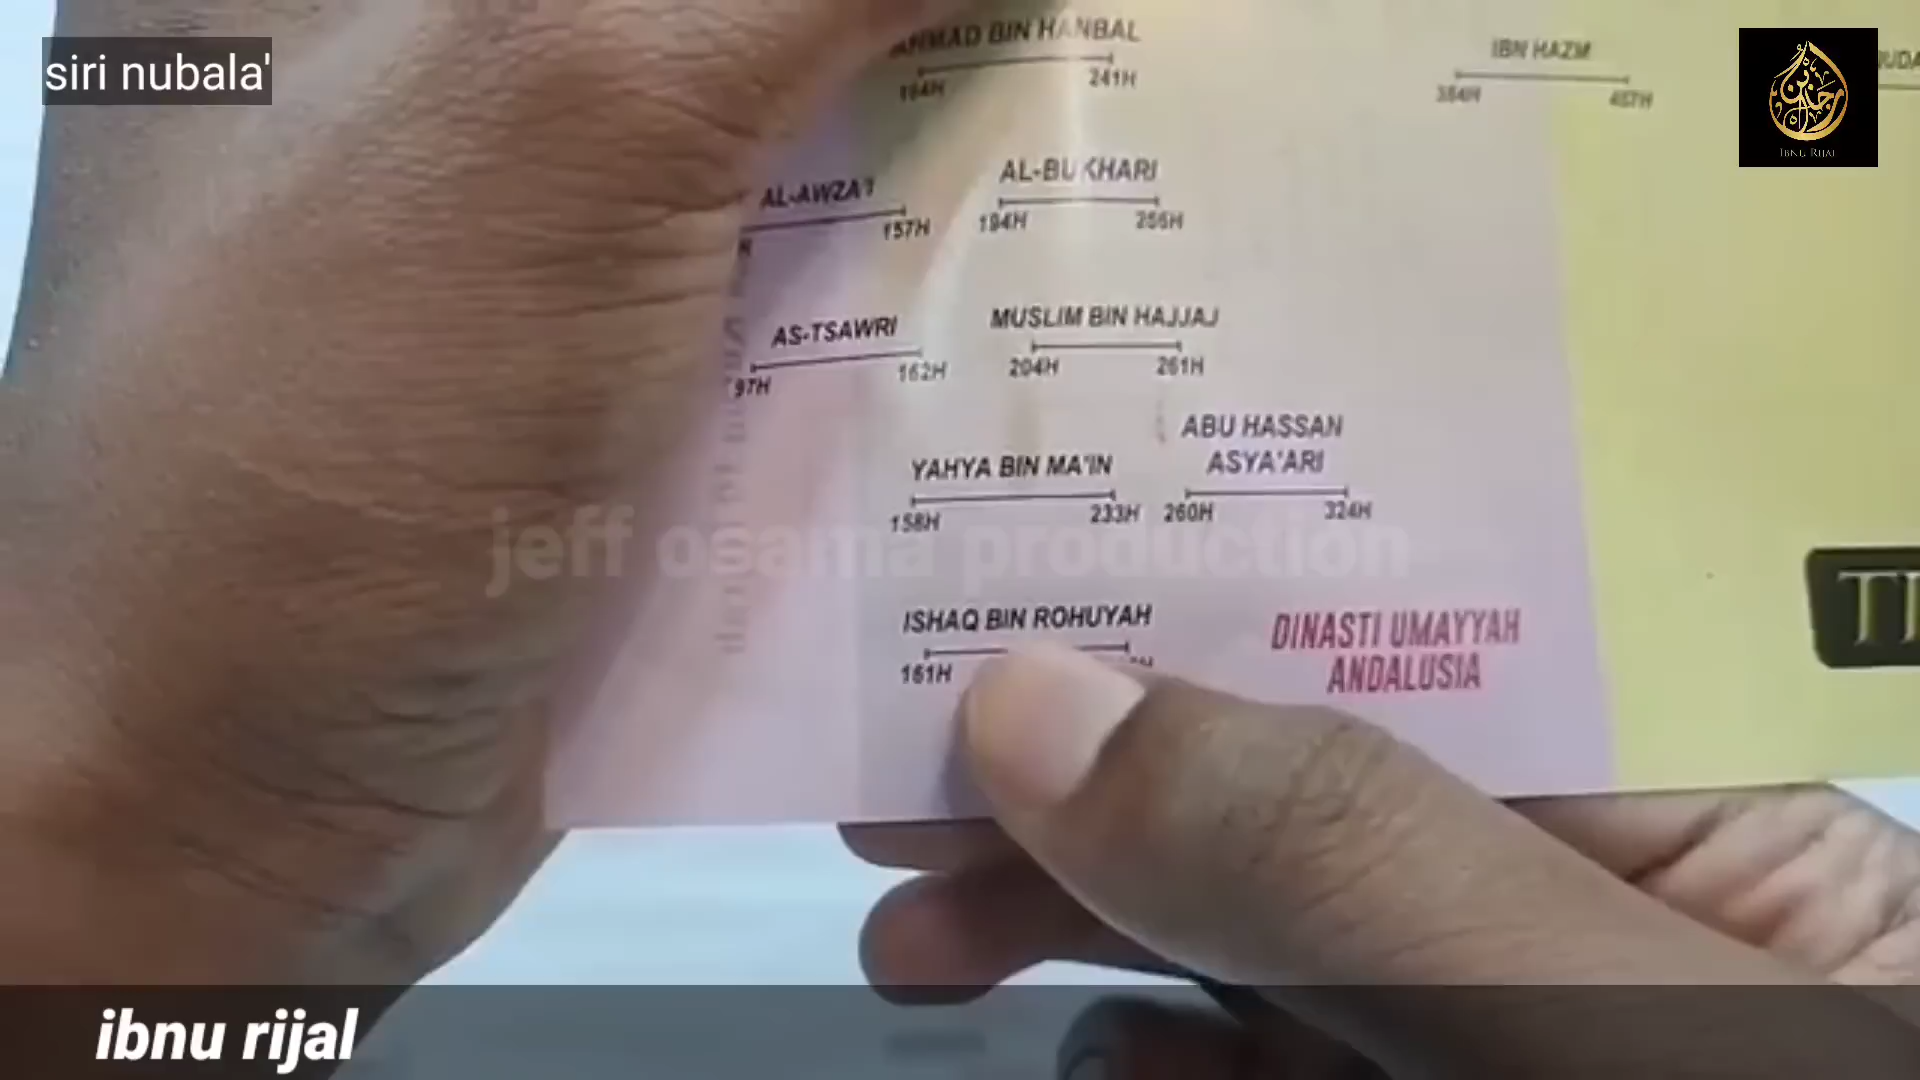 siri nubala'
AHMAD BIN HANBAL
164H 241H
IBN HAZM
384H 457H
IBNU RIJAL
AL-AWZA'I
157H
AL-BUKHARI
194H 256H
AS-TSAWRI
97H 162H
MUSLIM BIN HAJJAJ
204H 261H
YAHYA BIN MA'IN
158H 233H
ABU HASSAN
ASYA'ARI
260H 324H
jeff osama production
ISHAQ BIN ROHUYAH
161H
DINASTI UMAYYAH
ANDALUSIA
ibnu rijal